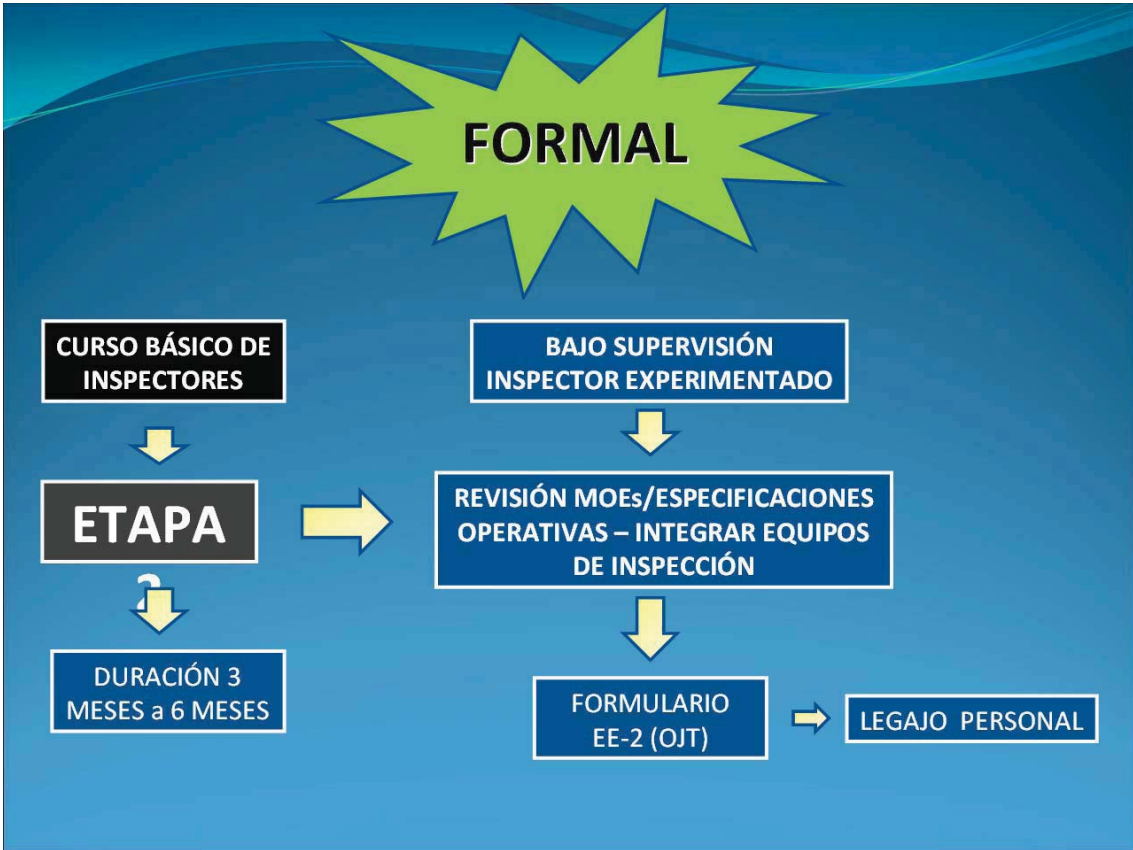 FORMAL
CURSO BÁSICO DE
INSPECTORES
ETAPA
2
DURACIÓN 3
MESES a 6 MESES
BAJO SUPERVISIÓN
INSPECTOR EXPERIMENTADO
REVISIÓN MOEs/ESPECIFICACIONES
OPERATIVAS – INTEGRAR EQUIPOS
DE INSPECCIÓN
FORMULARIO
EE-2 (OJT)
LEGAJO PERSONAL